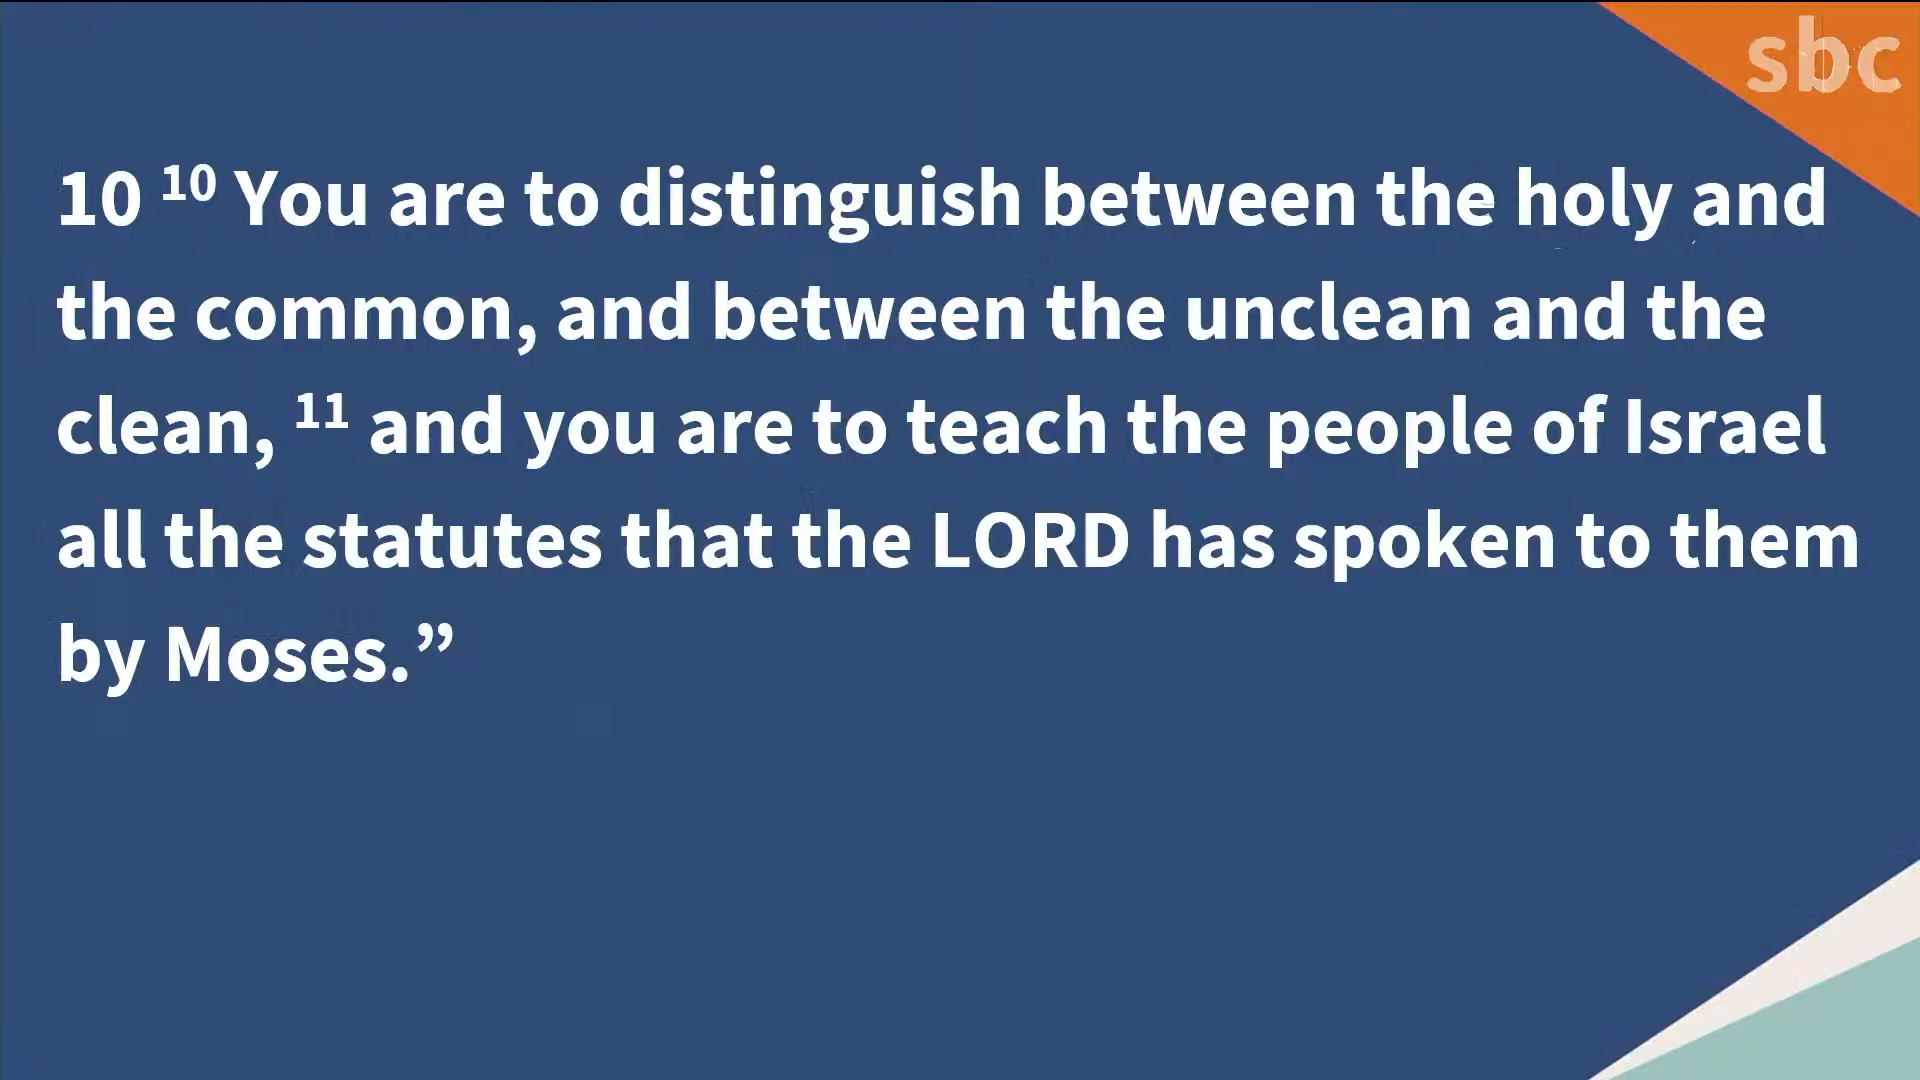 sbc
10 ¹⁰ You are to distinguish between the holy and
the common, and between the unclean and the
clean, ¹¹ and you are to teach the people of Israel
all the statutes that the LORD has spoken to them
by Moses.”